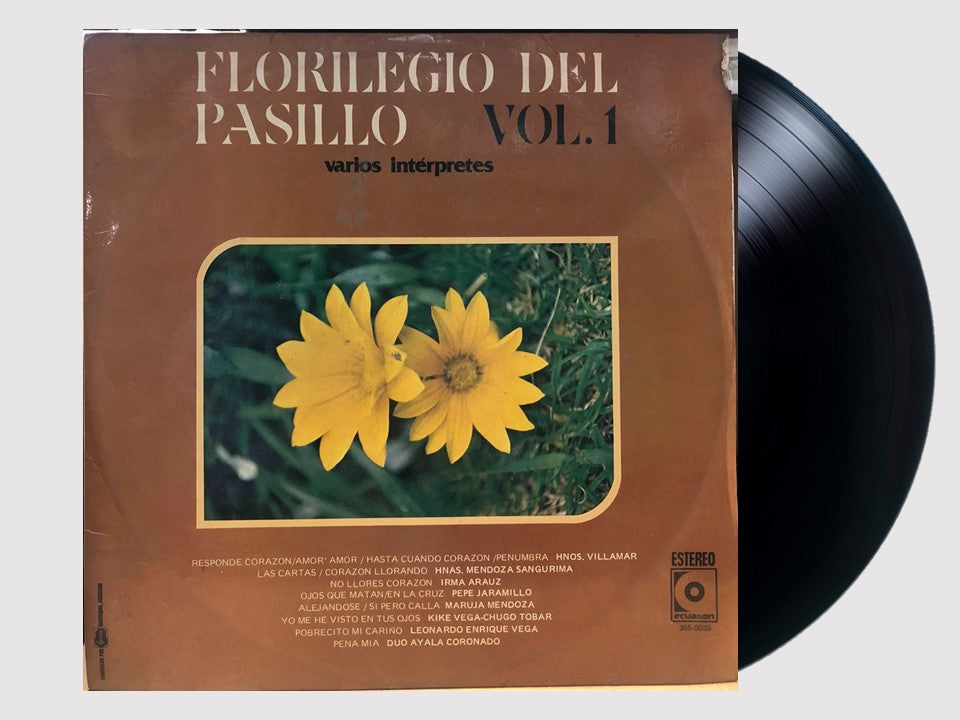 FLORILEGIO DEL
PASILLO VOL.1
varios intérpretes
RESPONDE CORAZON/AMOR* AMOR / HASTA CUANDO CORAZON /PENUMBRA HNOS. VILLAMAR
LAS CARTAS / CORAZON LLORANDO HNAS. MENDOZA SANGURIMA
NO LLORES CORAZON IRMA ARAUZ
OJOS QUE MATAN/EN LA CRUZ PEPE JARAMILLO
ALEJANDOSE / SI PERO CALLA MARUJA MENDOZA
YO ME HE VISTO EN TUS OJOS KIKE VEGA-CHUGO TOBAR
POBRECITO MI CARIÑO LEONARDO ENRIQUE VEGA
PENA MIA DUO AYALA CORONADO
ESTEREO
ecuason
355-0035